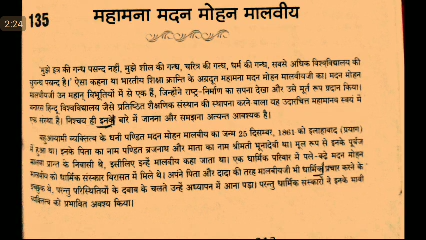 2:24
135
महामना मदन मोहन मालवीय
'मुझे इत्र की गन्ध पसन्द नहीं, मुझे शील की गन्ध, चरित्र की गन्ध, धर्म की गन्ध, सबसे अधिक विश्वविद्यालय की
सुगन्ध पसन्द है।' ऐसा कहना था भारतीय शिक्षा क्रान्ति के अग्रदूत महामना मदन मोहन मालवीयजी का। मदन मोहन
मालवीयजी उन महान् विभूतियों में से एक हैं, जिन्होंने राष्ट्र-निर्माण का सपना देखा और उसे मूर्त रूप प्रदान किया।
बनारस हिन्दू विश्वविद्यालय जैसे प्रतिष्ठित शैक्षणिक संस्थान की स्थापना करने वाला यह उदारचित्त महामानव स्वयं में
एक संस्था है। निश्चय ही इनके बारे में जानना और समझना अत्यन्त आवश्यक है।
बहुआयामी व्यक्तित्व के धनी पण्डित मदन मोहन मालवीय का जन्म 25 दिसम्बर, 1861 को इलाहाबाद (प्रयाग)
में हुआ था। इनके पिता का नाम पण्डित ब्रजनाथ और माता का नाम श्रीमती भूनादेवी था। मूल रूप से इनके पूर्वज
मालवा प्रान्त के निवासी थे, इसीलिए इन्हें मालवीय कहा जाता था। एक धार्मिक परिवार में पले-बढ़े मदन मोहन
मालवीय को धार्मिक संस्कार विरासत में मिले थे। अपने पिता और दादा की तरह मालवीयजी भी धार्मिक प्रचार करने के
इच्छुक थे, परन्तु परिस्थितियों के दबाव के चलते उन्हें अध्यापन में आना पड़ा। परन्तु धार्मिक संस्कारों ने इनके भावी
व्यक्तित्व को प्रभावित अवश्य किया।